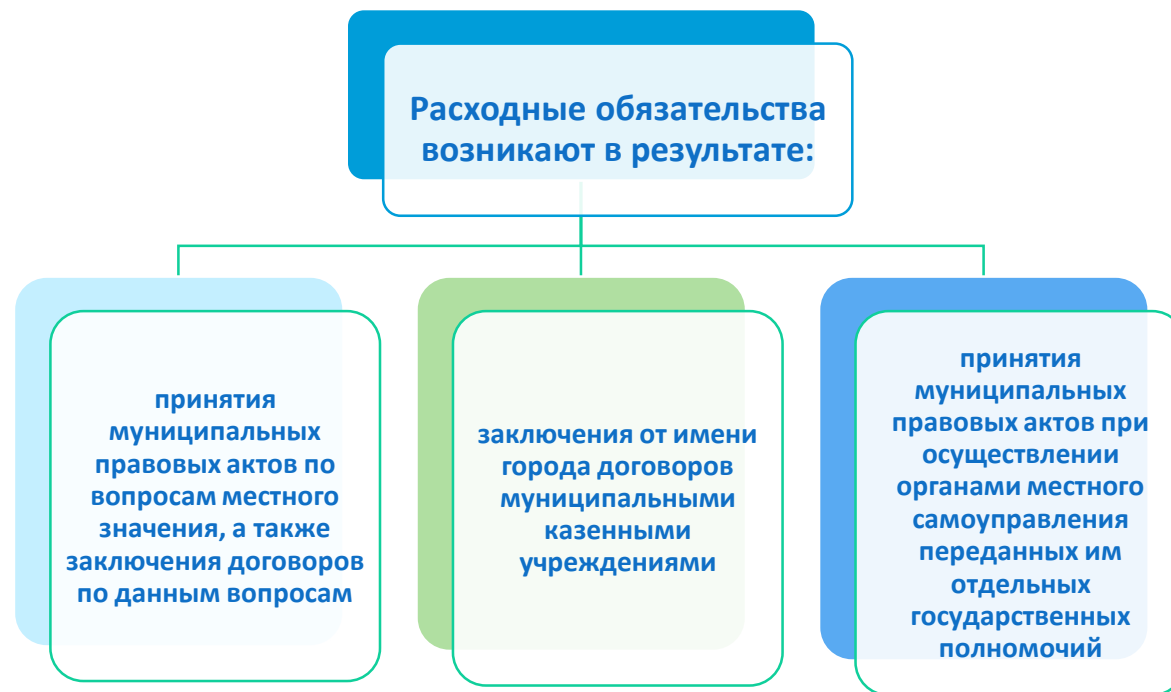 Расходные обязательства
возникают в результате:
принятия
муниципальных
правовых актов по
вопросам местного
значения, а также
заключения договоров
по данным вопросам
заключения от имени
города договоров
муниципальными
казенными
учреждениями
принятия
муниципальных
правовых актов при
осуществлении
органами местного
самоуправления
переданных им
отдельных
государственных
полномочий